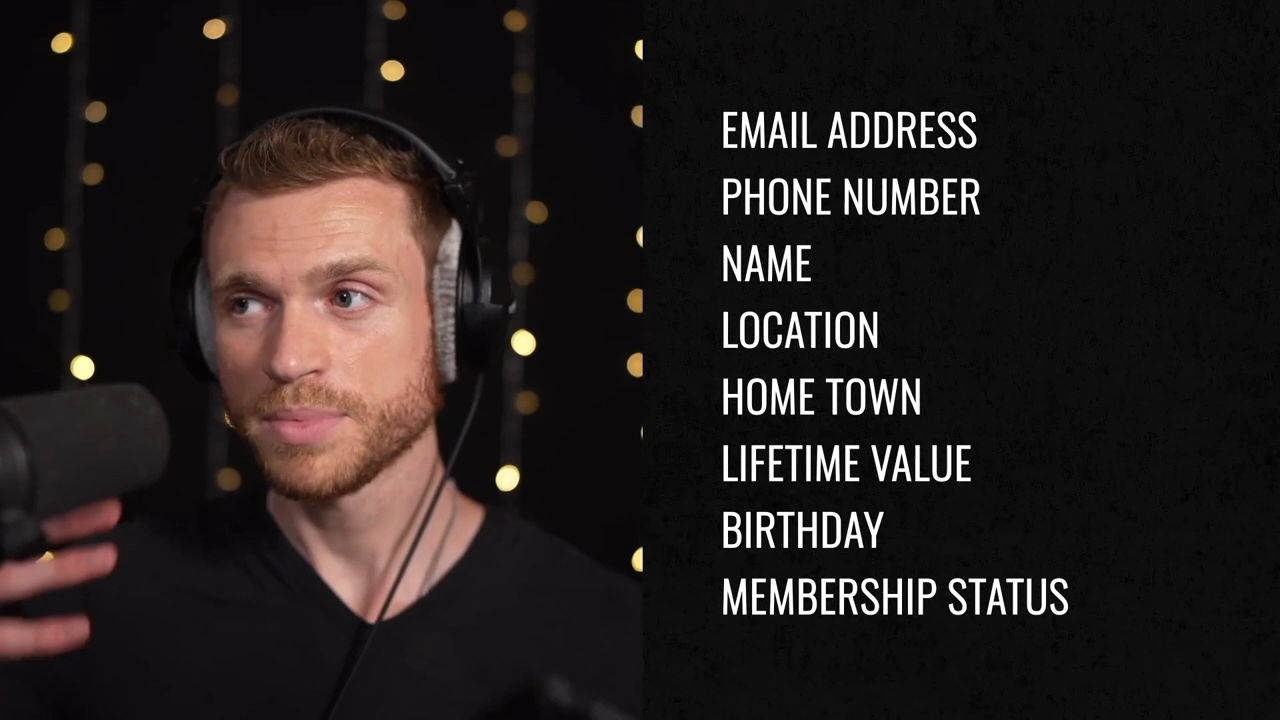 EMAIL ADDRESS
PHONE NUMBER
NAME
LOCATION
HOME TOWN
LIFETIME VALUE
BIRTHDAY
MEMBERSHIP STATUS